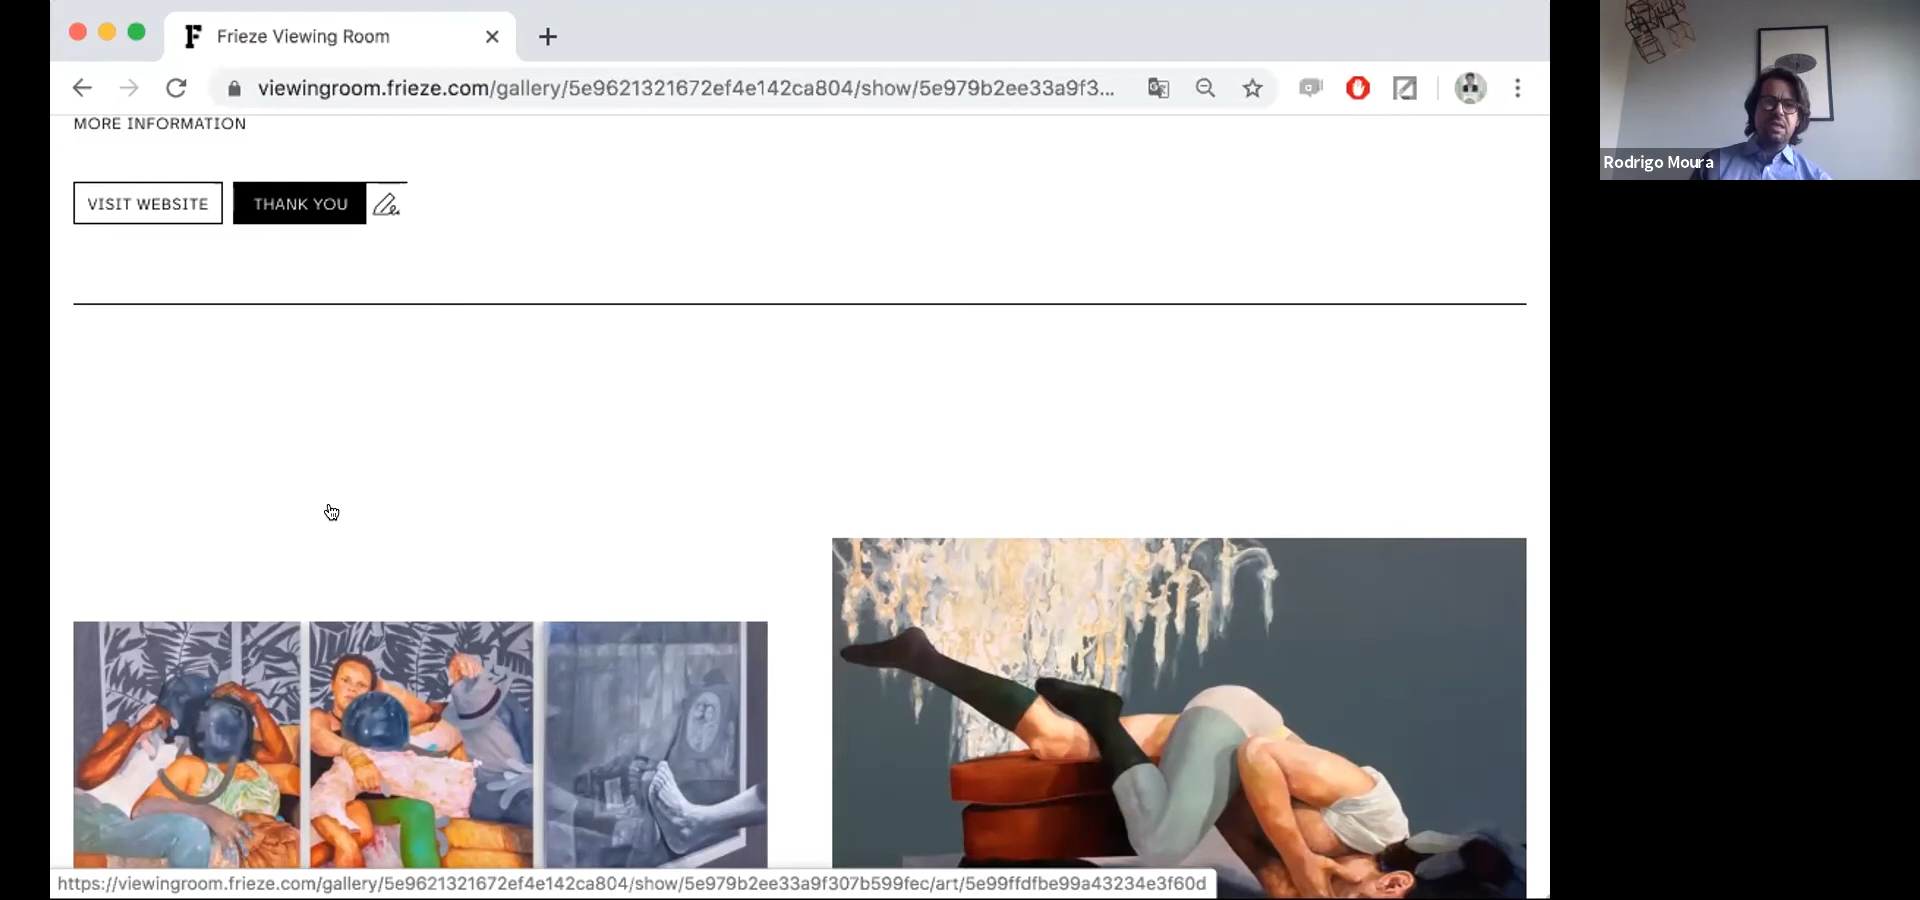 Frieze Viewing Room
viewingroom.frieze.com/gallery/5e9621321672ef4e142ca804/show/5e979b2ee33a9f3...
MORE INFORMATION
VISIT WEBSITE
THANK YOU
Rodrigo Moura
https://viewingroom.frieze.com/gallery/5e9621321672ef4e142ca804/show/5e979b2ee33a9f307b599fec/art/5e99ffdfbe99a43234e3f60d